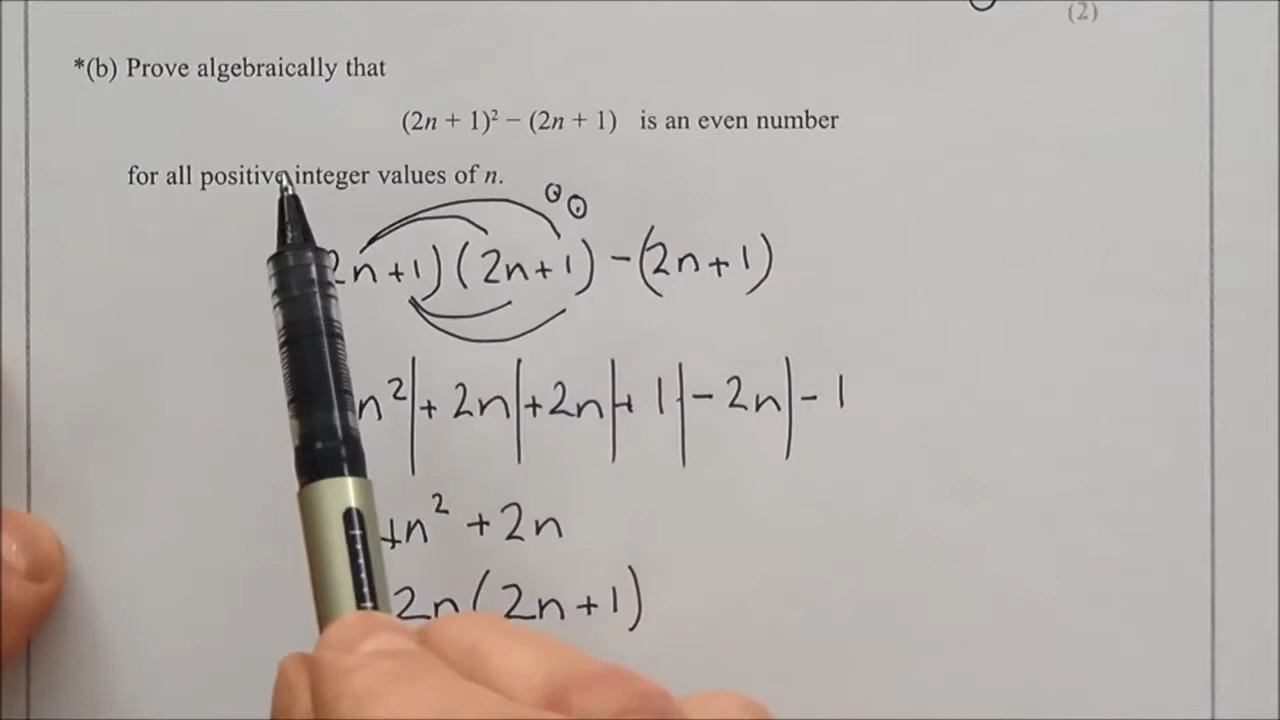 (2)
*(b) Prove algebraically that
(2n + 1)² − (2n + 1) is an even number
for all positive integer values of n.
2n+1)(2n+1) -(2n+1)
n²|+ 2n|+2n|+ 1|- 2n|- 1
4n² +2n
2n(2n+1)